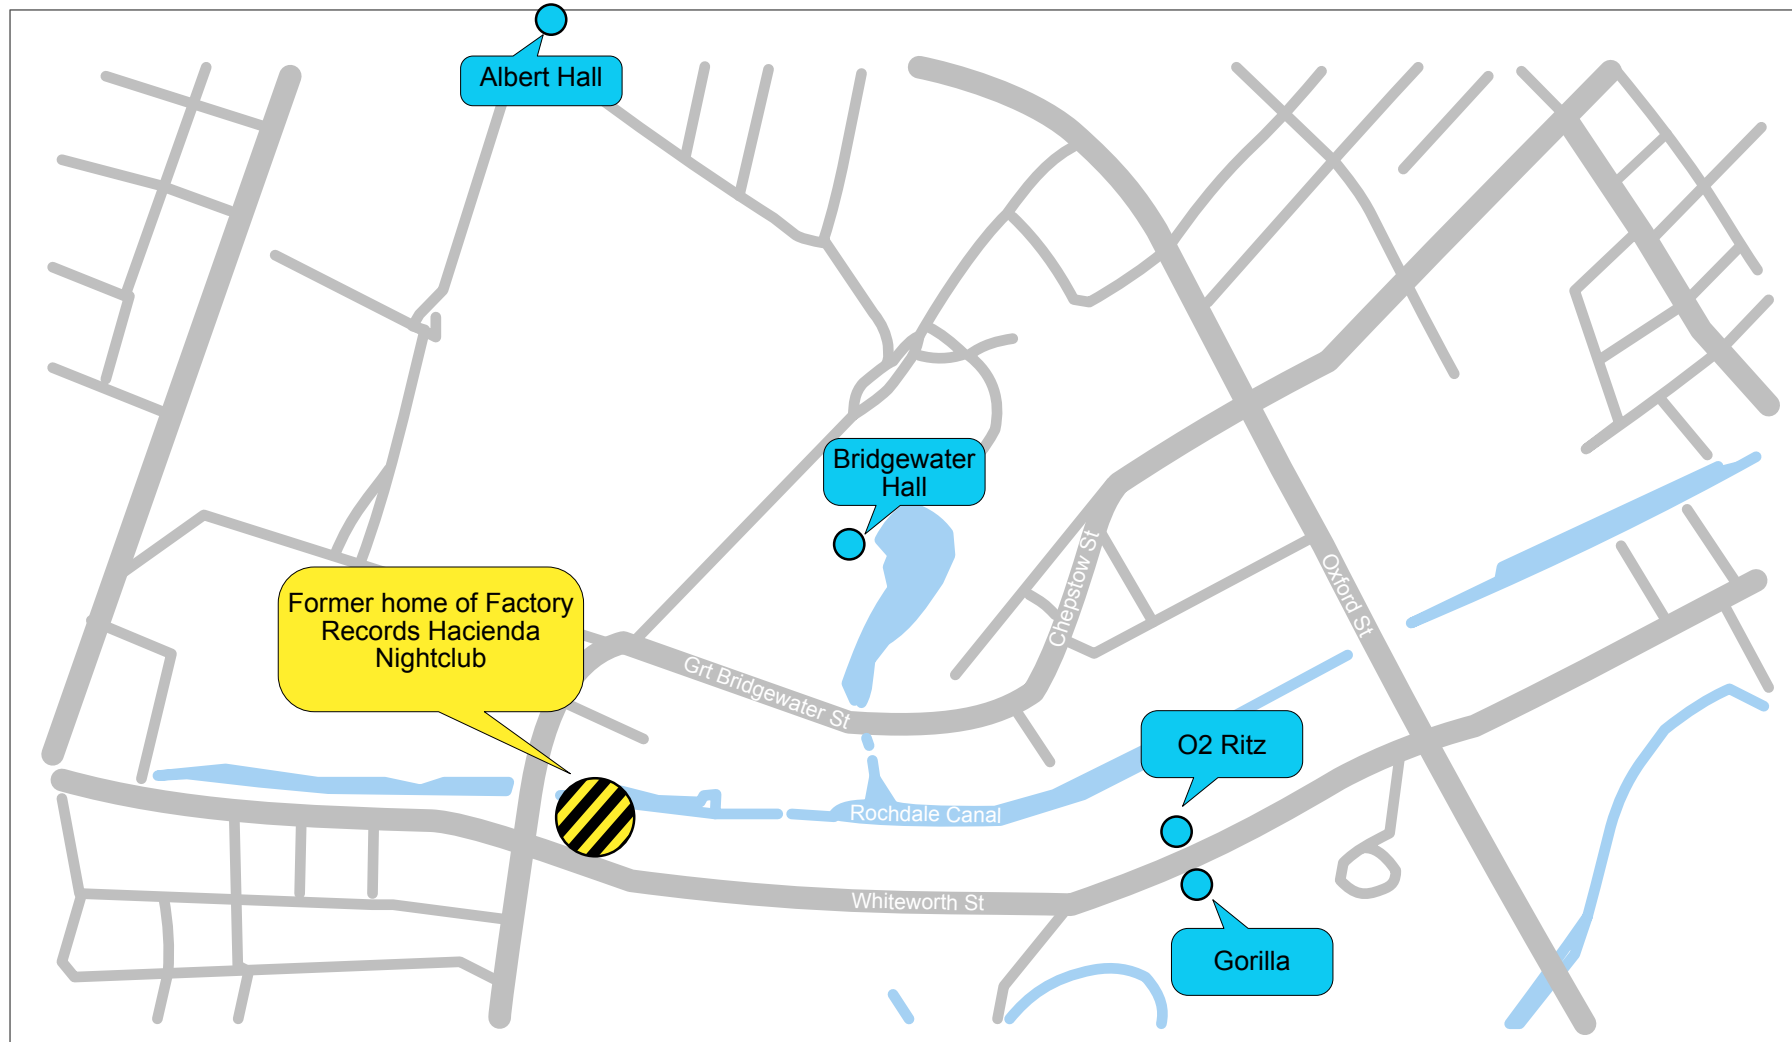 Albert Hall
Bridgewater
Hall
Former home of Factory
Records Hacienda
Nightclub
Chepstow St
Oxford St
Grt Bridgewater St
O2 Ritz
Rochdale Canal
Whiteworth St
Gorilla